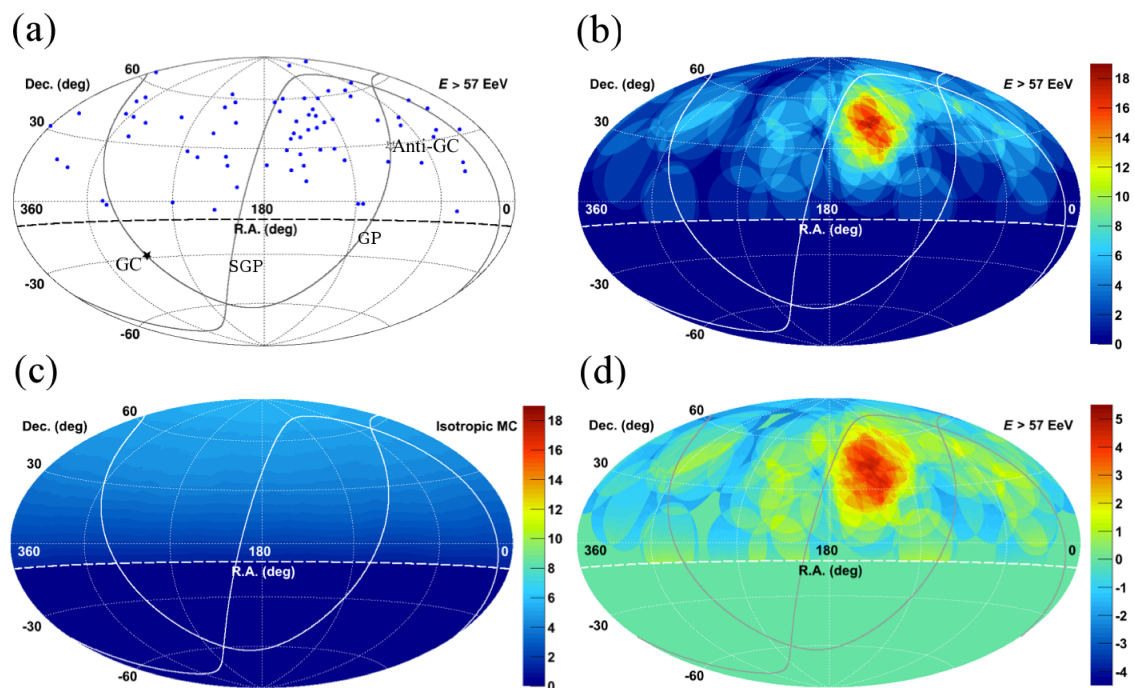 (a)
Dec. (deg)
60
E > 57 EeV
30
Anti-GC
360
180
0
R.A. (deg)
GP
GC
SGP
-30
-60
(b)
Dec. (deg)
60
E > 57 EeV
30
360
180
0
R.A. (deg)
-30
-60
18
16
14
12
10
8
6
4
2
0
(c)
Dec. (deg)
60
Isotropic MC
30
360
180
0
R.A. (deg)
-30
-60
18
16
14
12
10
8
6
4
2
0
(d)
Dec. (deg)
60
E > 57 EeV
30
360
180
0
R.A. (deg)
-30
-60
5
4
3
2
1
0
-1
-2
-3
-4